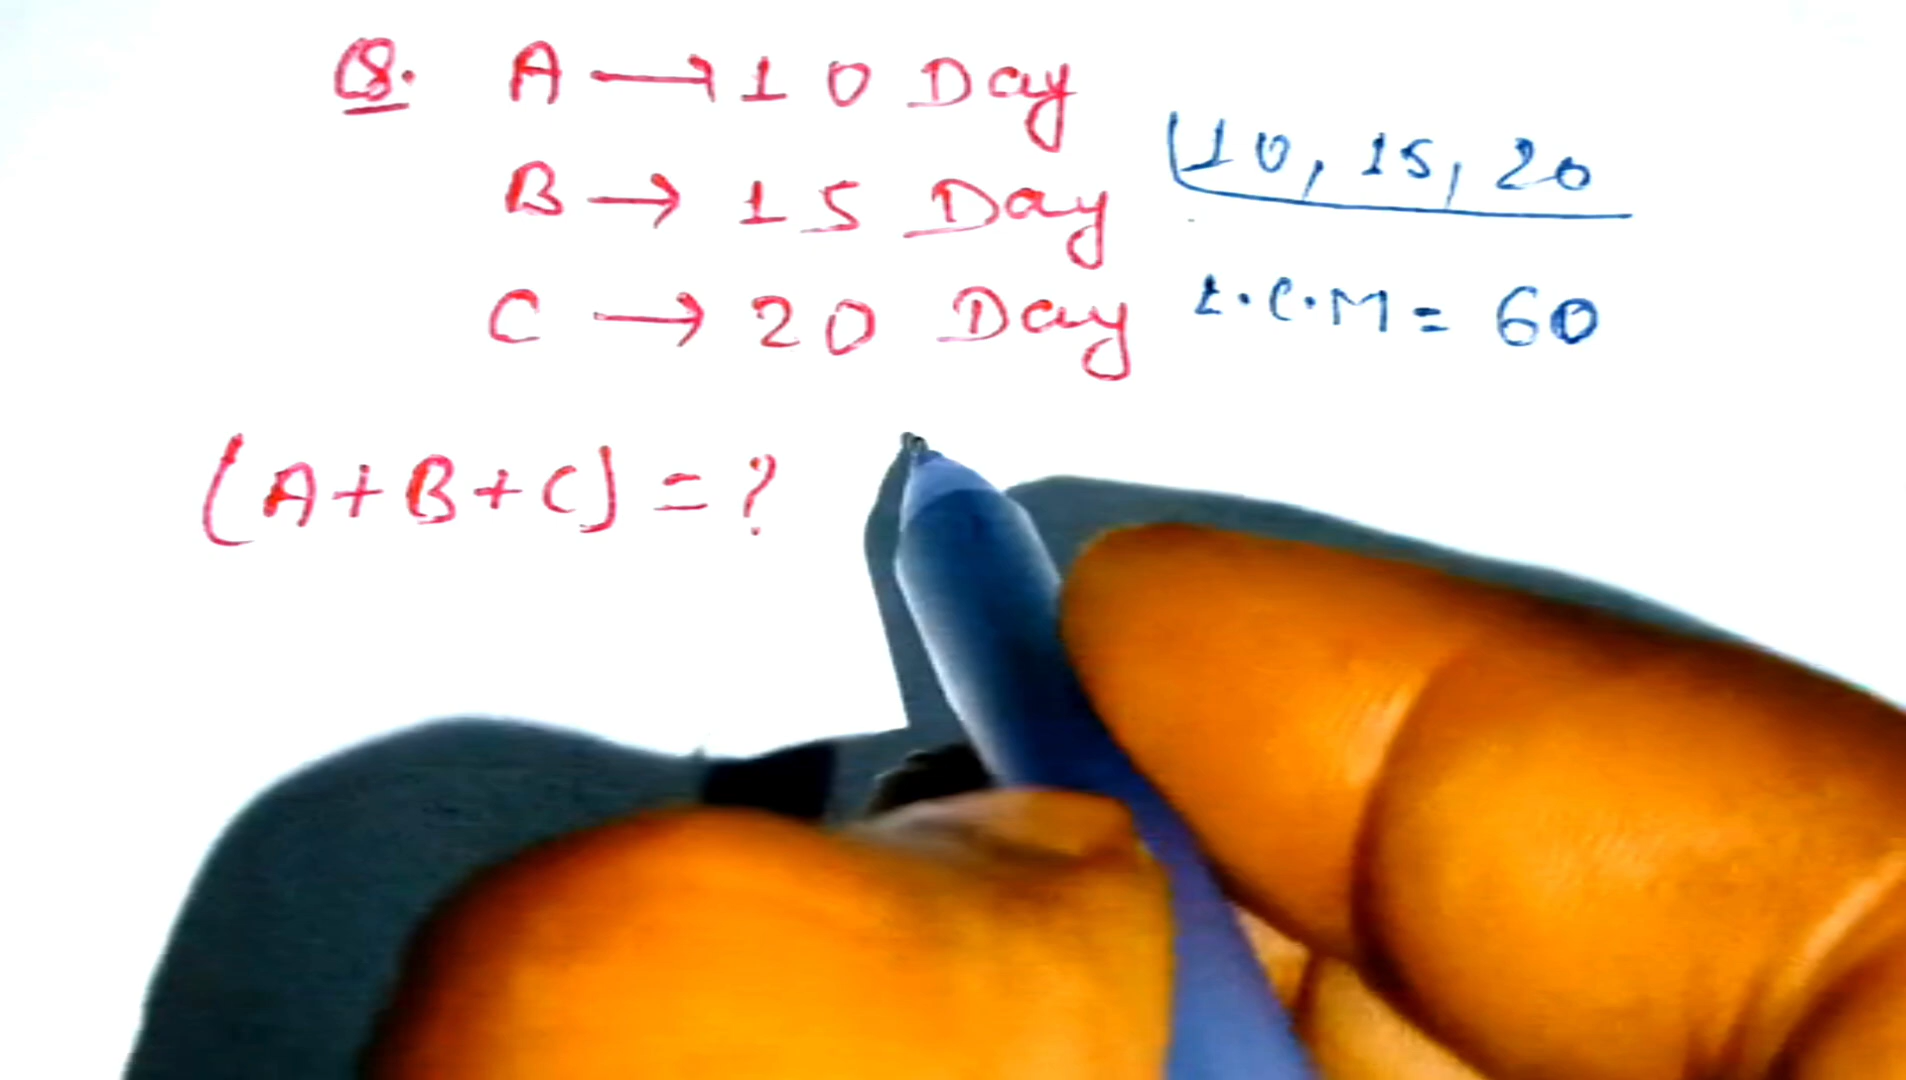 Q. A → 10 Day
B → 15 Day
C → 20 Day
(A+B+C) = ?
10, 15, 20
L.C.M = 60